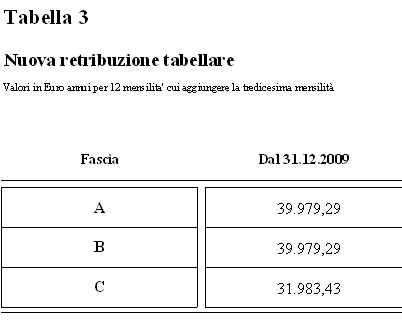 Tabella 3
Nuova retribuzione tabellare
Valori in Euro annui per 12 mensilita' cui aggiungere la tredicesima mensilità
Fascia Dal 31.12.2009
A 39.979,29
B 39.979,29
C 31.983,43